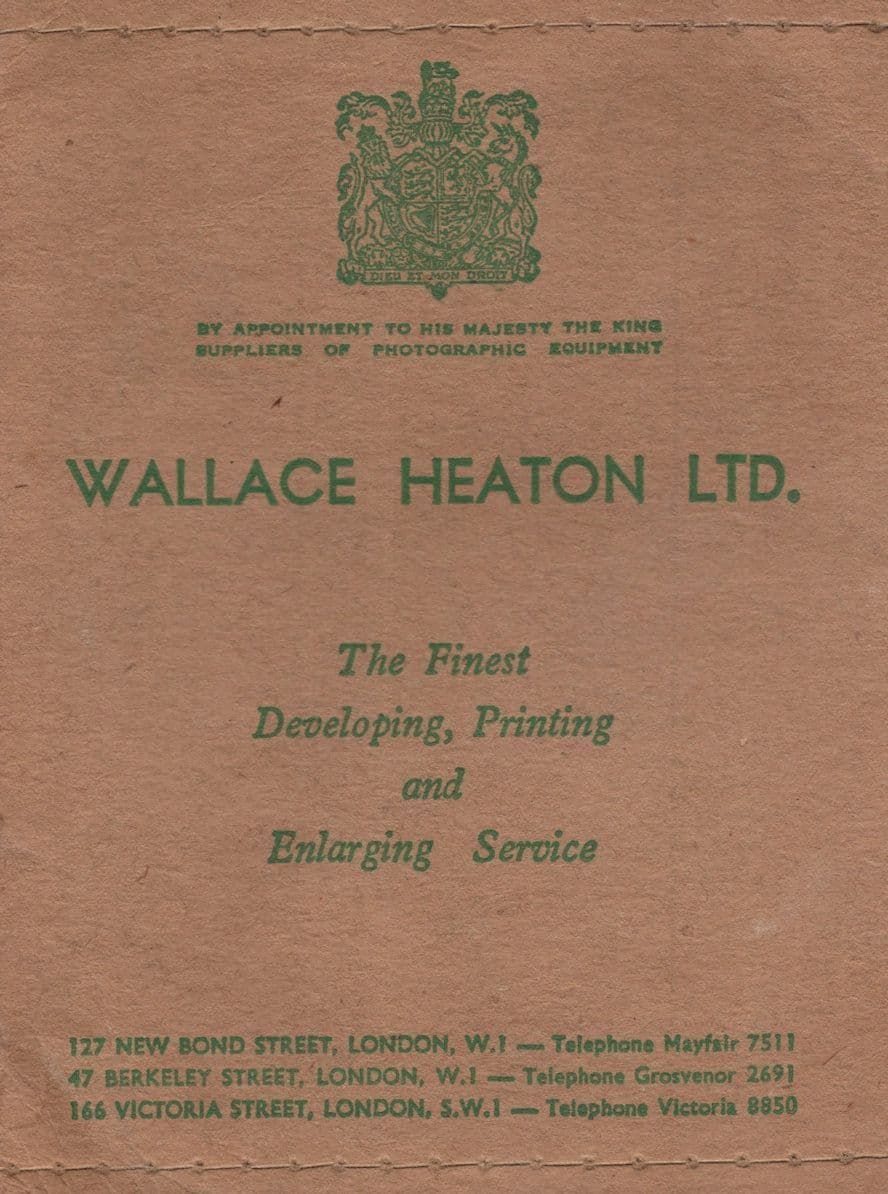 DIEU ET MON DROIT
BY APPOINTMENT TO HIS MAJESTY THE KING
SUPPLIERS OF PHOTOGRAPHIC EQUIPMENT
WALLACE HEATON LTD.
The Finest
Developing, Printing
and
Enlarging Service
127 NEW BOND STREET, LONDON, W.1 — Telephone Mayfair 7511
47 BERKELEY STREET, LONDON, W.1 — Telephone Grosvenor 2691
166 VICTORIA STREET, LONDON, S.W.1 — Telephone Victoria 8850